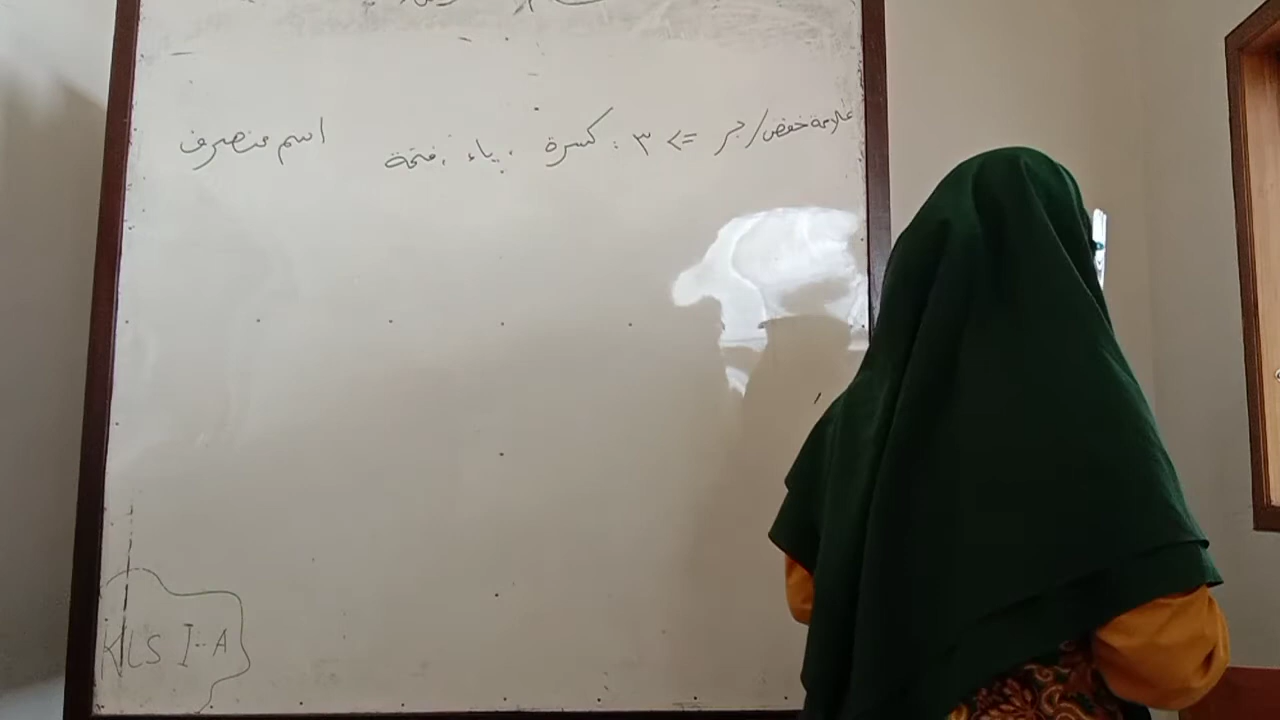 علامة خفض/جر => ٣ : كسرة ، ياء ، فتحة
اسم منصرف
KLS I-A